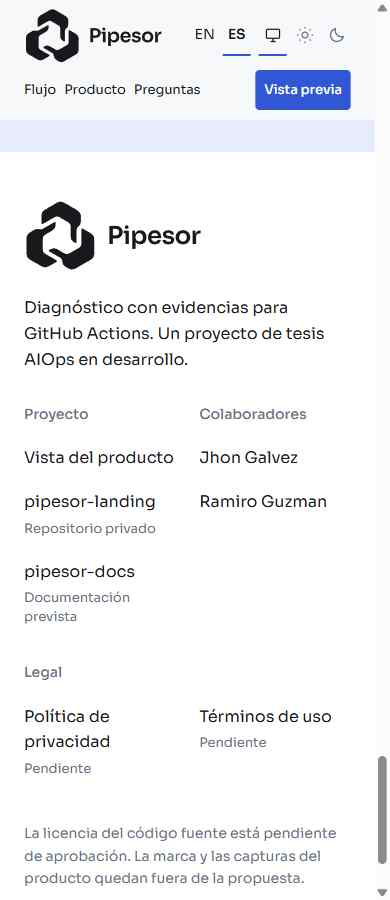 Pipesor
EN ES
Flujo Producto Preguntas
Vista previa
Pipesor
Diagnóstico con evidencias para
GitHub Actions. Un proyecto de tesis
AIOps en desarrollo.
Proyecto
Vista del producto
pipesor-landing
Repositorio privado
pipesor-docs
Documentación
prevista
Colaboradores
Jhon Galvez
Ramiro Guzman
Legal
Política de
privacidad
Pendiente
Términos de uso
Pendiente
La licencia del código fuente está pendiente
de aprobación. La marca y las capturas del
producto quedan fuera de la propuesta.